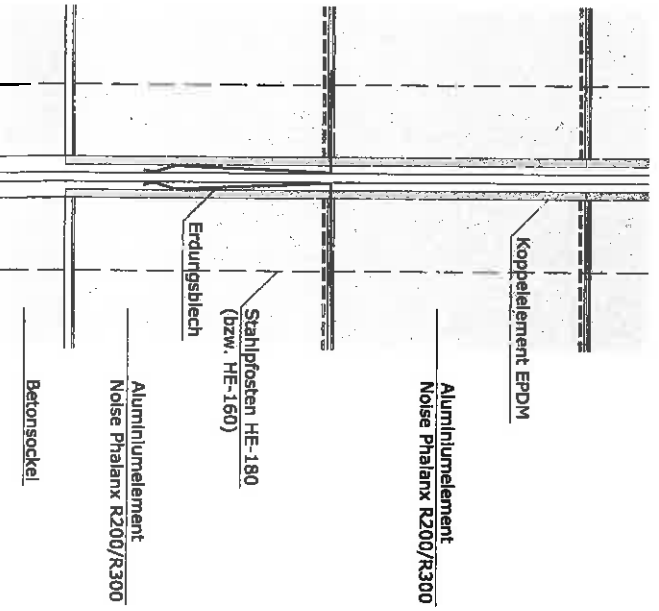 Koppelelement EPDM
Aluminiumelement
Noise Phalanx R200/R300
Stahlpfosten HE-180
(bzw. HE-160)
Erdungsblech
Aluminiumelement
Noise Phalanx R200/R300
Betonsockel